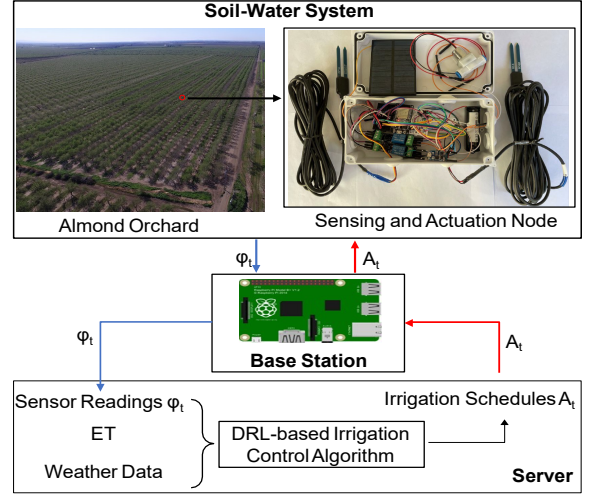 Soil-Water System
Almond Orchard
Sensing and Actuation Node
φt
At
Base Station
φt
At
Sensor Readings φt
ET
Weather Data
DRL-based Irrigation
Control Algorithm
Irrigation Schedules At
Server